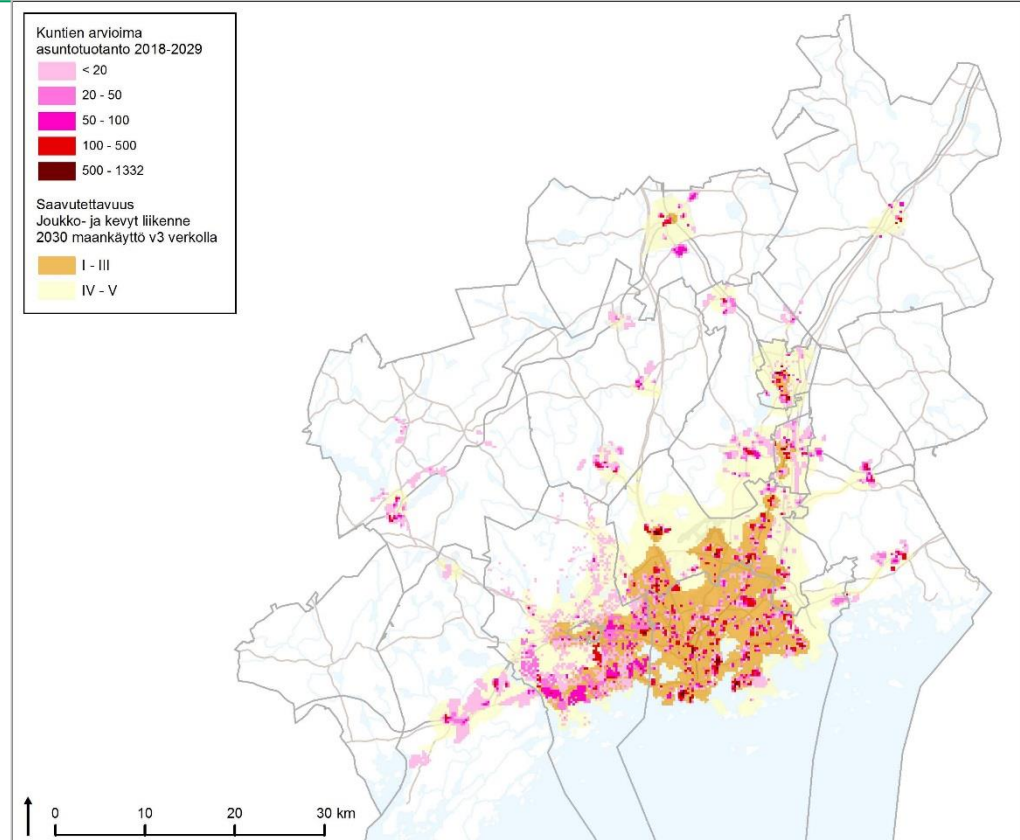 Kuntien arvioima
asuntotuotanto 2018-2029
< 20
20 - 50
50 - 100
100 - 500
500 - 1332
Saavutettavuus
Joukko- ja kevyt liikenne
2030 maankäyttö v3 verkolla
I - III
IV - V
0 10 20 30 km